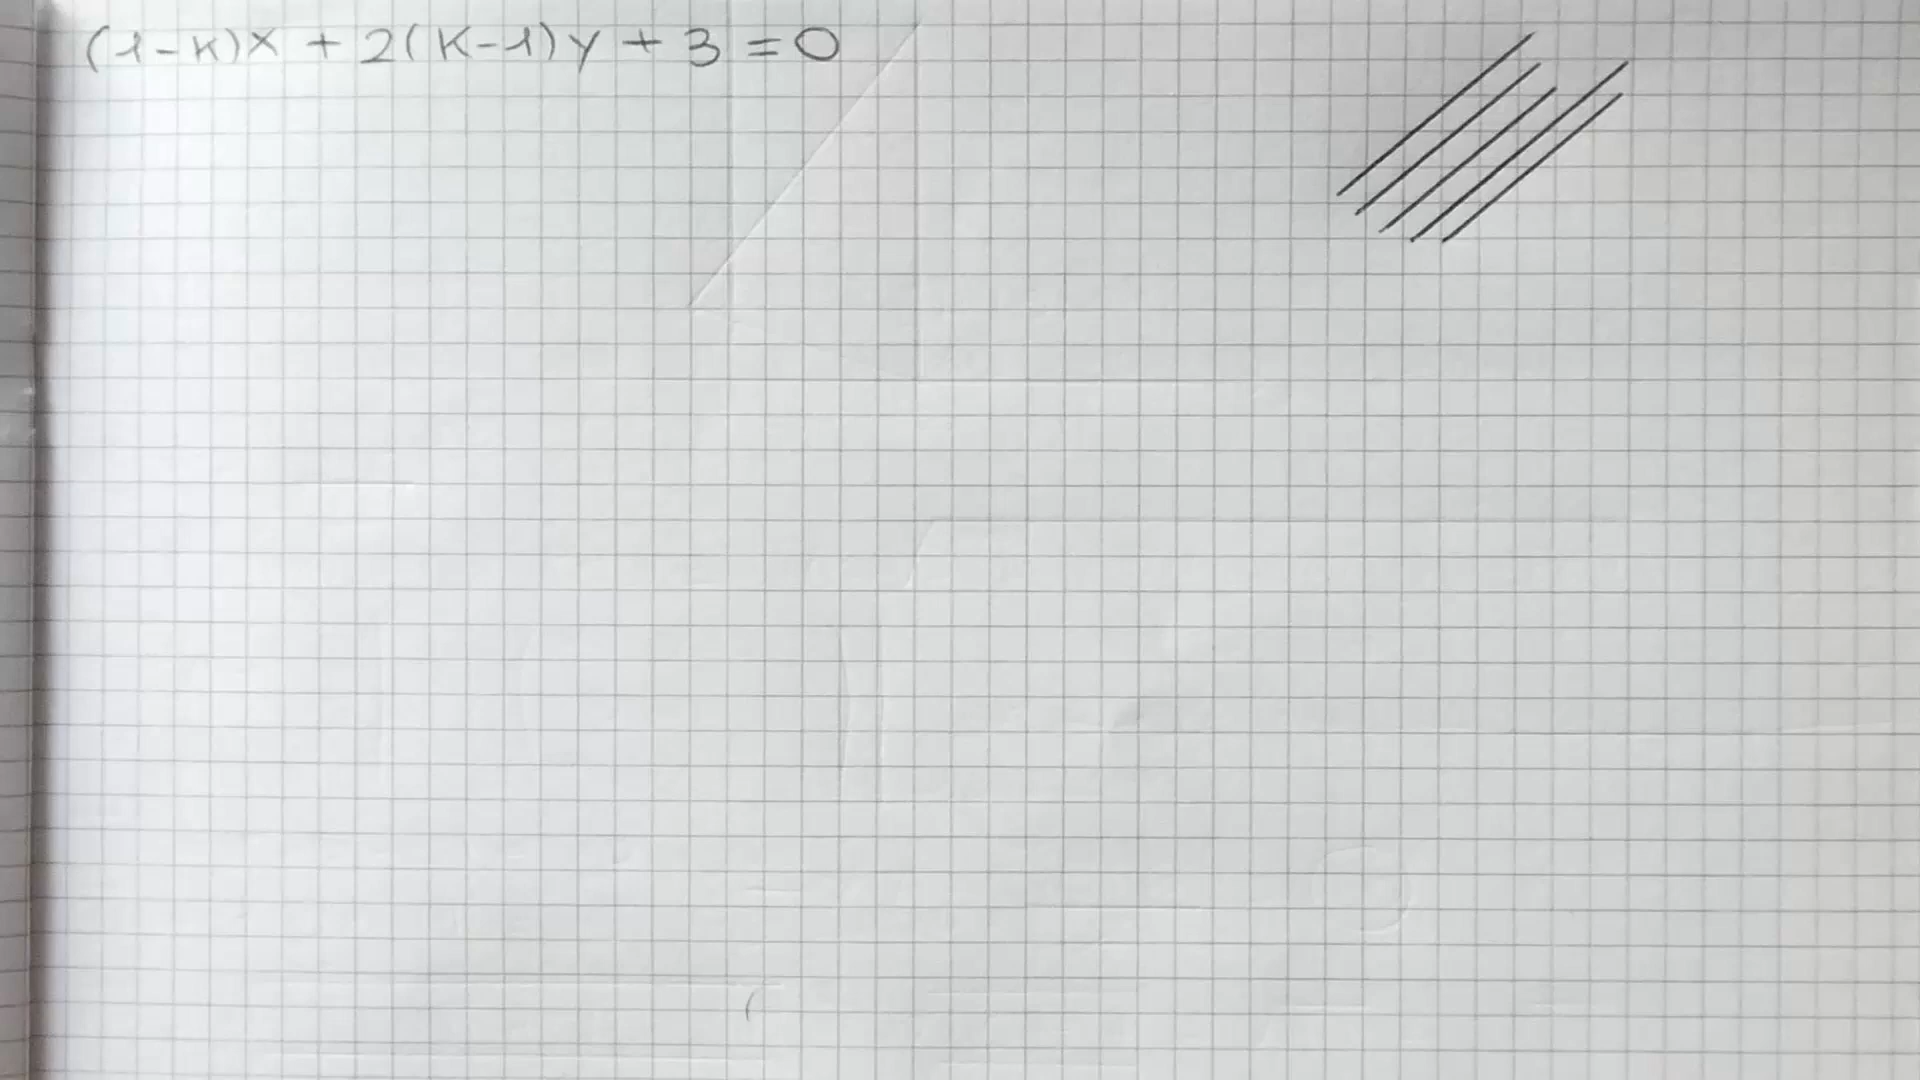 (1-k)x + 2(k-1)y + 3 = 0